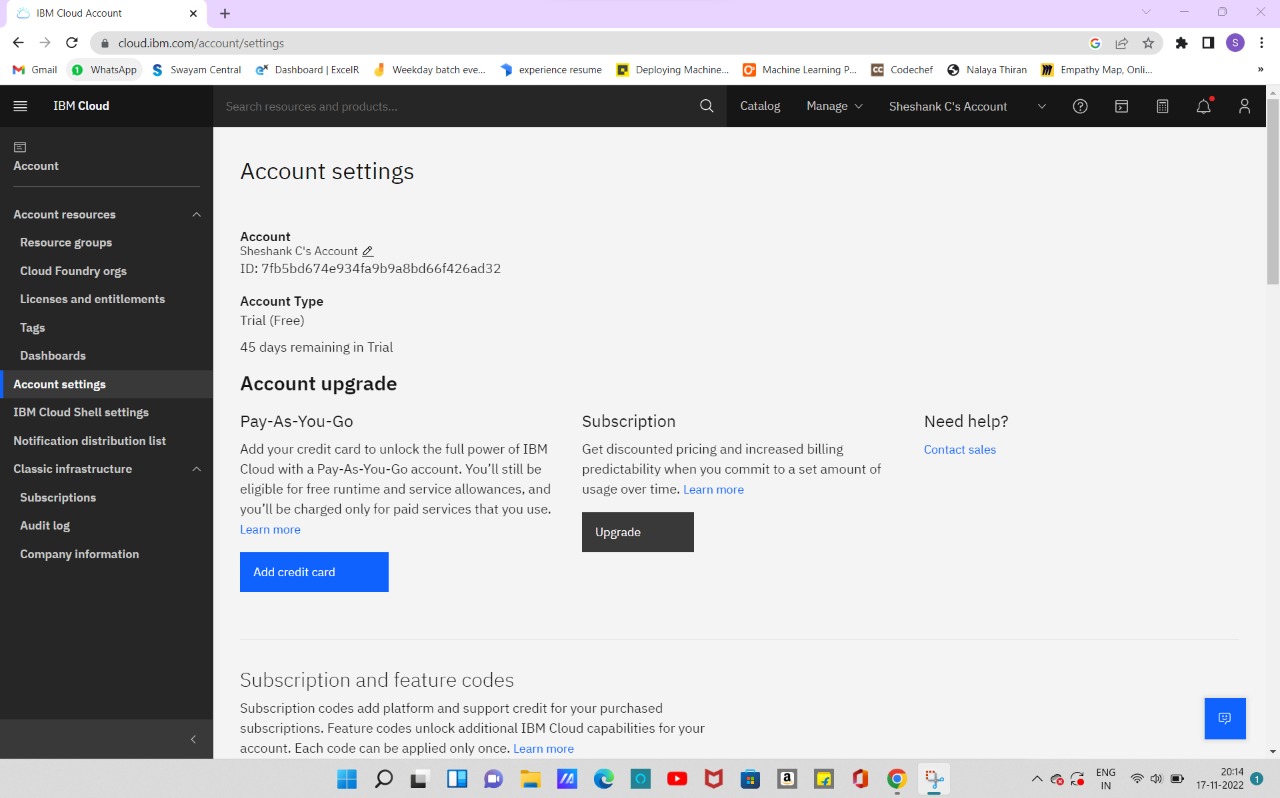 IBM Cloud Account
cloud.ibm.com/account/settings
G
S
Gmail
WhatsApp
Swayam Central
Dashboard | ExcelR
Weekday batch eve...
experience resume
Deploying Machine...
Machine Learning P...
Codechef
Nalaya Thiran
Empathy Map, Onli...
»
IBM Cloud
Search resources and products...
Catalog
Manage
Sheshank C's Account
Account
Account resources
Resource groups
Cloud Foundry orgs
Licenses and entitlements
Tags
Dashboards
Account settings
IBM Cloud Shell settings
Notification distribution list
Classic infrastructure
Subscriptions
Audit log
Company information
Account settings
Account
Sheshank C's Account
ID: 7fb5bd674e934fa9b9a8bd66f426ad32
Account Type
Trial (Free)
45 days remaining in Trial
Account upgrade
Pay-As-You-Go
Add your credit card to unlock the full power of IBM
Cloud with a Pay-As-You-Go account. You’ll still be
eligible for free runtime and service allowances, and
you’ll be charged only for paid services that you use.
Learn more
Add credit card
Subscription
Get discounted pricing and increased billing
predictability when you commit to a set amount of
usage over time. Learn more
Upgrade
Need help?
Contact sales
Subscription and feature codes
Subscription codes add platform and support credit for your purchased
subscriptions. Feature codes unlock additional IBM Cloud capabilities for your
account. Each code can be applied only once. Learn more
ENG
IN
20:14
17-11-2022
1